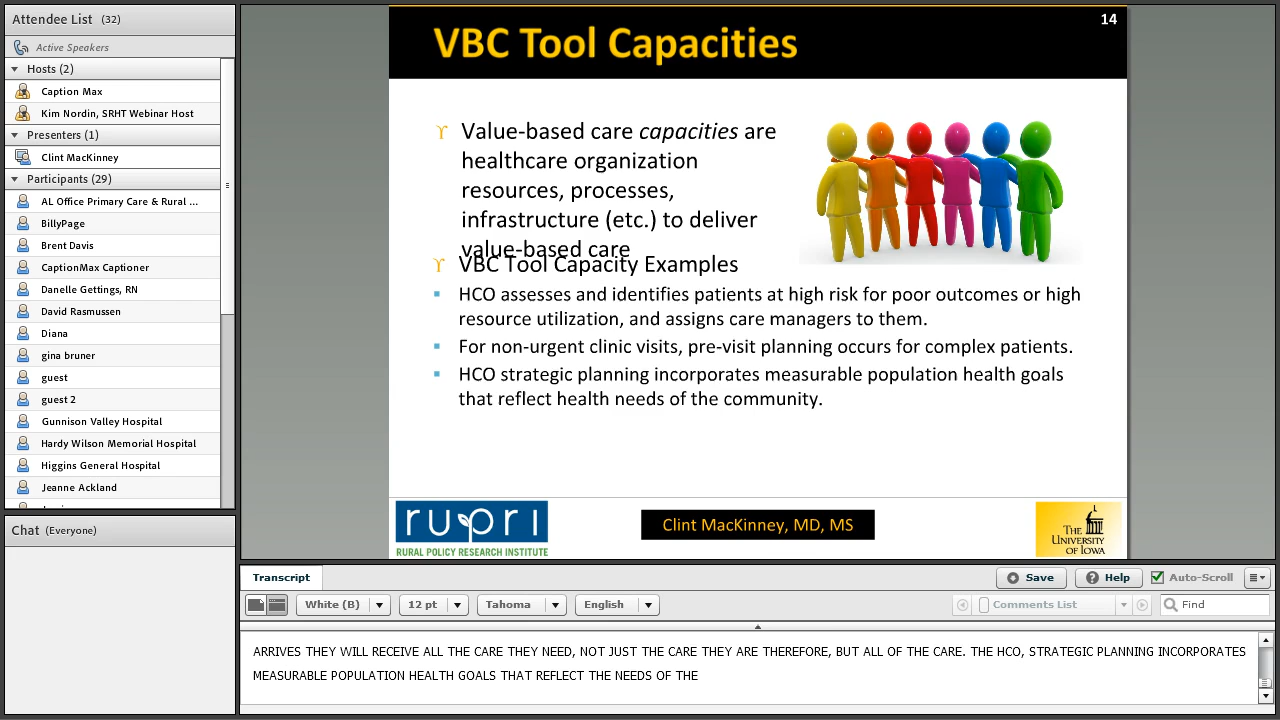 Attendee List (32)
Active Speakers
Hosts (2)
Caption Max
Kim Nordin, SRHT Webinar Host
Presenters (1)
Clint MacKinney
Participants (29)
AL Office Primary Care & Rural ...
BillyPage
Brent Davis
CaptionMax Captioner
Danelle Gettings, RN
David Rasmussen
Diana
gina bruner
guest
guest 2
Gunnison Valley Hospital
Hardy Wilson Memorial Hospital
Higgins General Hospital
Jeanne Ackland
Chat (Everyone)
14
VBC Tool Capacities
Value-based care capacities are
healthcare organization
resources, processes,
infrastructure (etc.) to deliver
value-based care
VBC Tool Capacity Examples
HCO assesses and identifies patients at high risk for poor outcomes or high
resource utilization, and assigns care managers to them.
For non-urgent clinic visits, pre-visit planning occurs for complex patients.
HCO strategic planning incorporates measurable population health goals
that reflect health needs of the community.
rupri
RURAL POLICY RESEARCH INSTITUTE
Clint MacKinney, MD, MS
THE
UNIVERSITY
OF IOWA
Transcript
Save
Help
Auto-Scroll
White (B)
12 pt
Tahoma
English
Comments List
Find
ARRIVES THEY WILL RECEIVE ALL THE CARE THEY NEED, NOT JUST THE CARE THEY ARE THEREFORE, BUT ALL OF THE CARE. THE HCO, STRATEGIC PLANNING INCORPORATES
MEASURABLE POPULATION HEALTH GOALS THAT REFLECT THE NEEDS OF THE